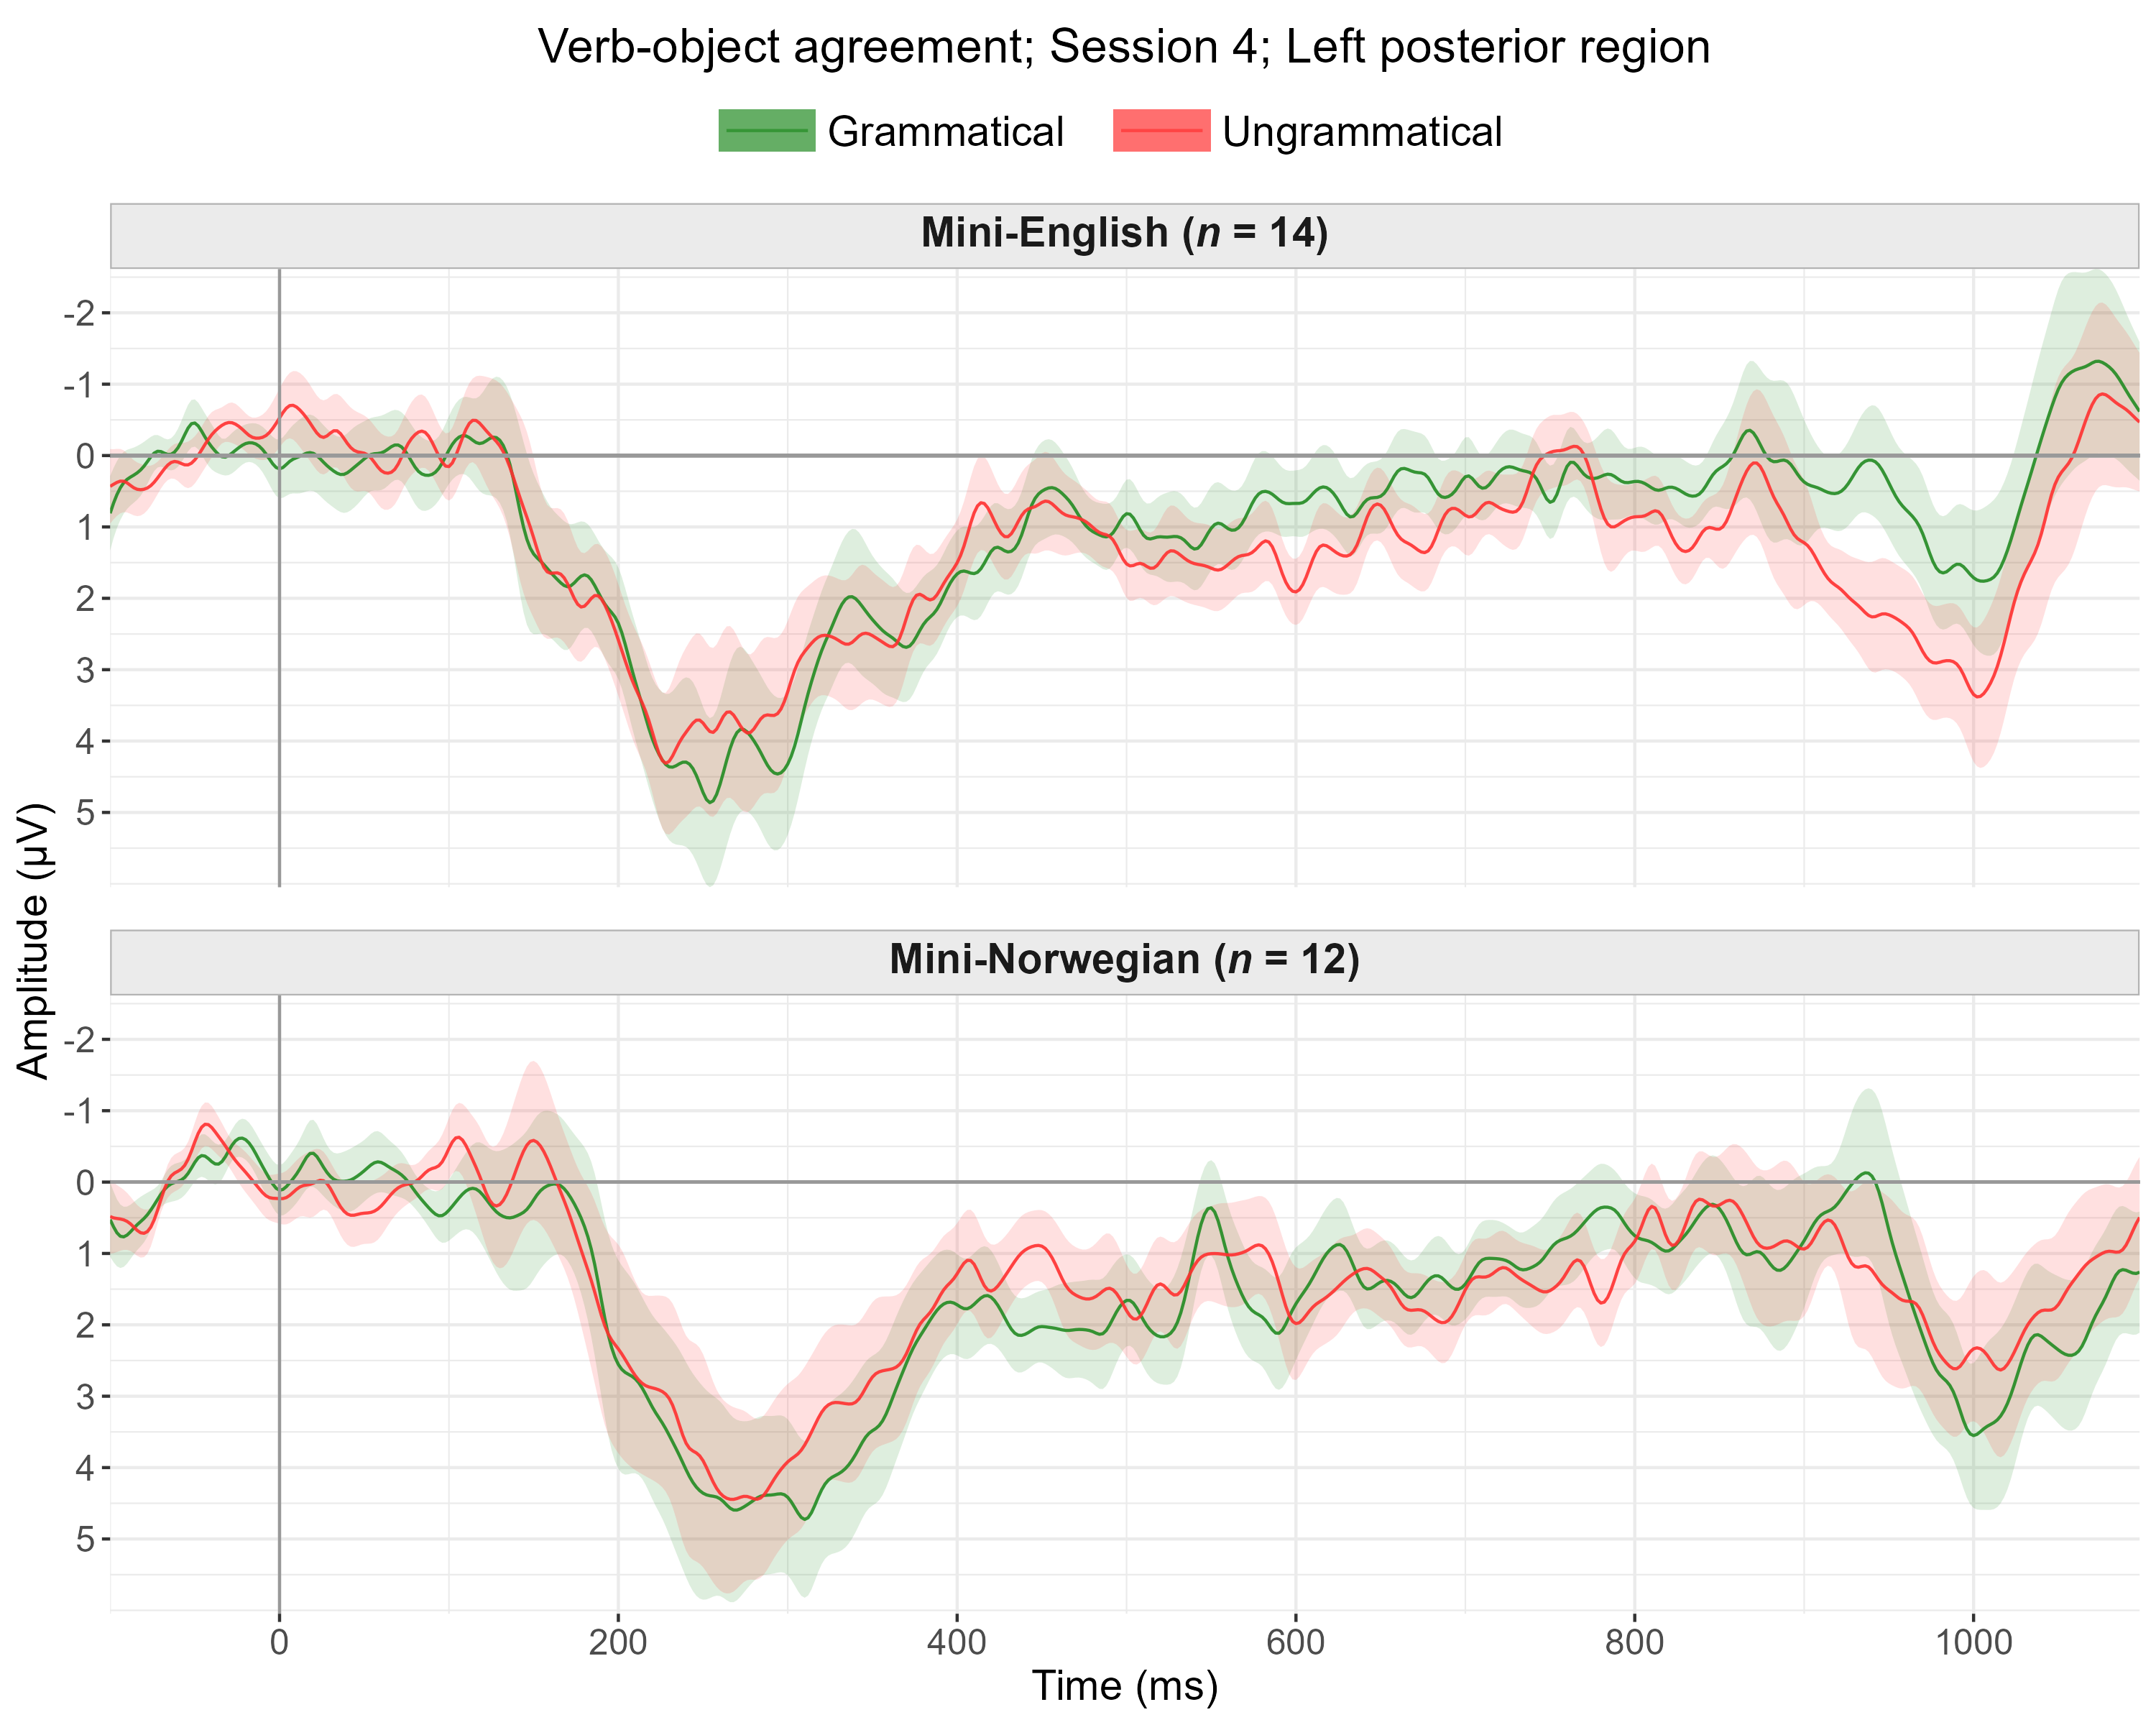 Verb-object agreement; Session 4; Left posterior region
Grammatical Ungrammatical
Mini-English (n = 14)
-2
-1
0
1
2
3
4
5
Mini-Norwegian (n = 12)
-2
-1
0
1
2
3
4
5
0 200 400 600 800 1000
Time (ms)
Amplitude (µV)